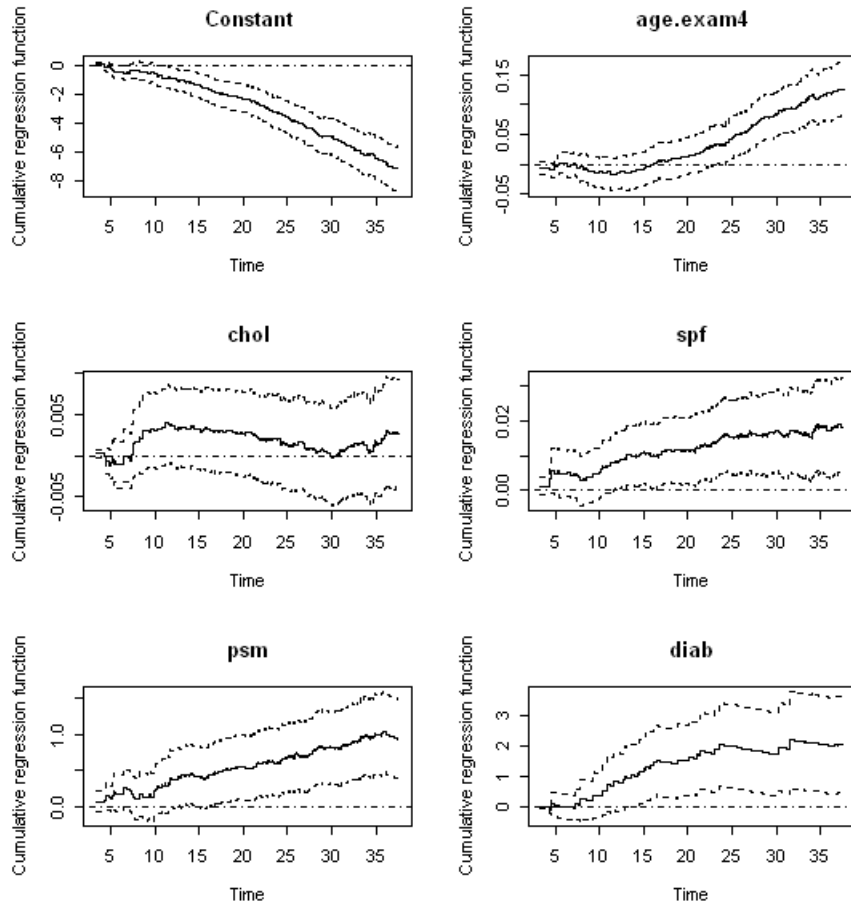 Constant
Cumulative regression function
0
-2
-4
-6
-8
5 10 15 20 25 30 35
Time
age.exam4
Cumulative regression function
0.15
0.05
-0.05
5 10 15 20 25 30 35
Time
chol
Cumulative regression function
0.005
-0.005
5 10 15 20 25 30 35
Time
spf
Cumulative regression function
0.02
0.00
5 10 15 20 25 30 35
Time
psm
Cumulative regression function
1.0
0.0
5 10 15 20 25 30 35
Time
diab
Cumulative regression function
3
2
1
0
5 10 15 20 25 30 35
Time